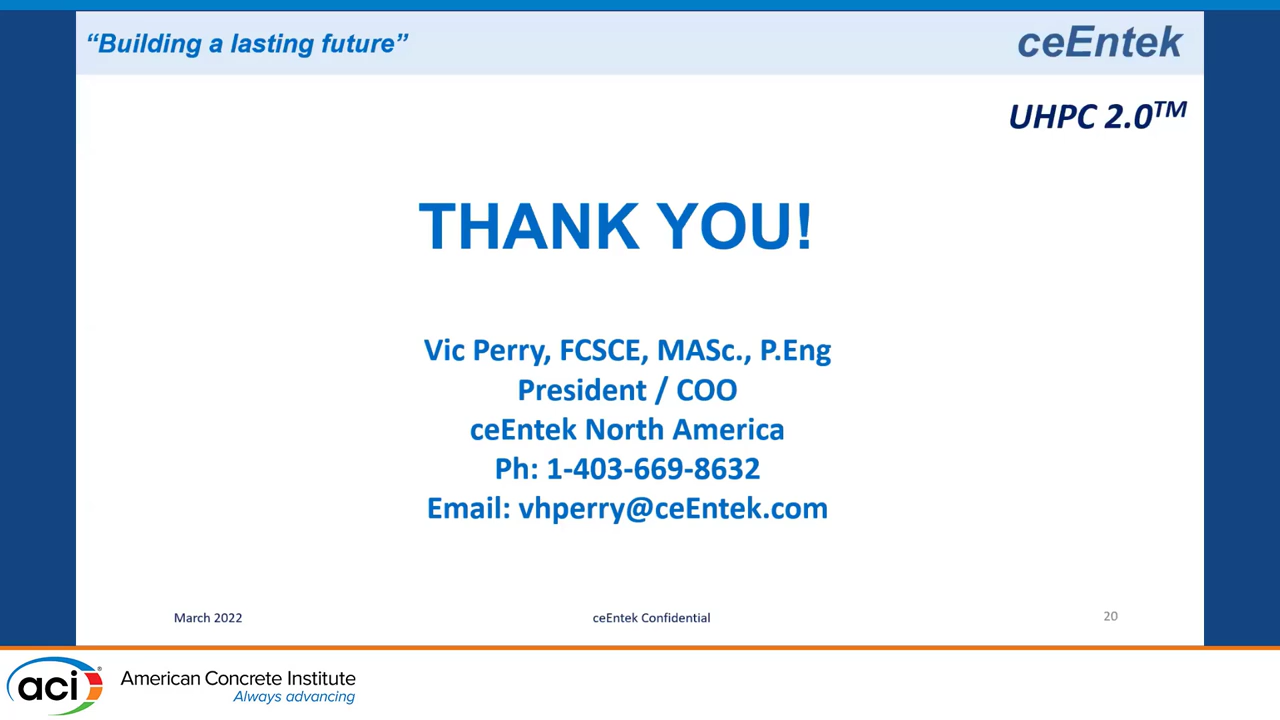 “Building a lasting future”
ceEntek
UHPC 2.0TM
THANK YOU!
Vic Perry, FCSCE, MASc., P.Eng
President / COO
ceEntek North America
Ph: 1-403-669-8632
Email: vhperry@ceEntek.com
March 2022
ceEntek Confidential
20
aci®
American Concrete Institute
Always advancing